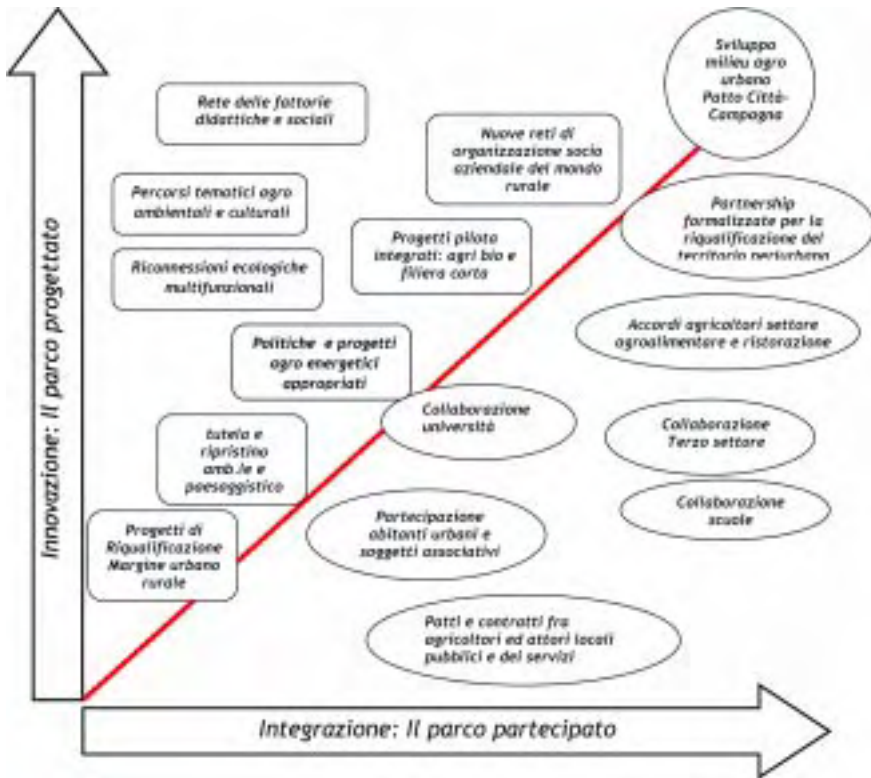 Sviluppo
milieu agro
urbano
Patto Città-
Campagna
Rete delle fattorie
didattiche e sociali
Nuove reti di
organizzazione socio
aziendale del mondo
rurale
Percorsi tematici agro
ambientali e culturali
Partnership
formalizzate per la
riqualificazione del
territorio periurbano
Progetti pilota
integrati: agri bio e
filiera corta
Riconnessioni ecologiche
multifunzionali
Accordi agricoltori settore
agroalimentare e ristorazione
Politiche e progetti
agro energetici
appropriati
Collaborazione
università
Collaborazione
Terzo settore
tutela e
ripristino
amb.le e
paesaggistico
Collaborazione
scuole
Partecipazione
abitanti urbani e
soggetti associativi
Progetti di
Riqualificazione
Margine urbano
rurale
Patti e contratti fra
agricoltori ed attori locali
pubblici e dei servizi
Innovazione: Il parco progettato
Integrazione: Il parco partecipato